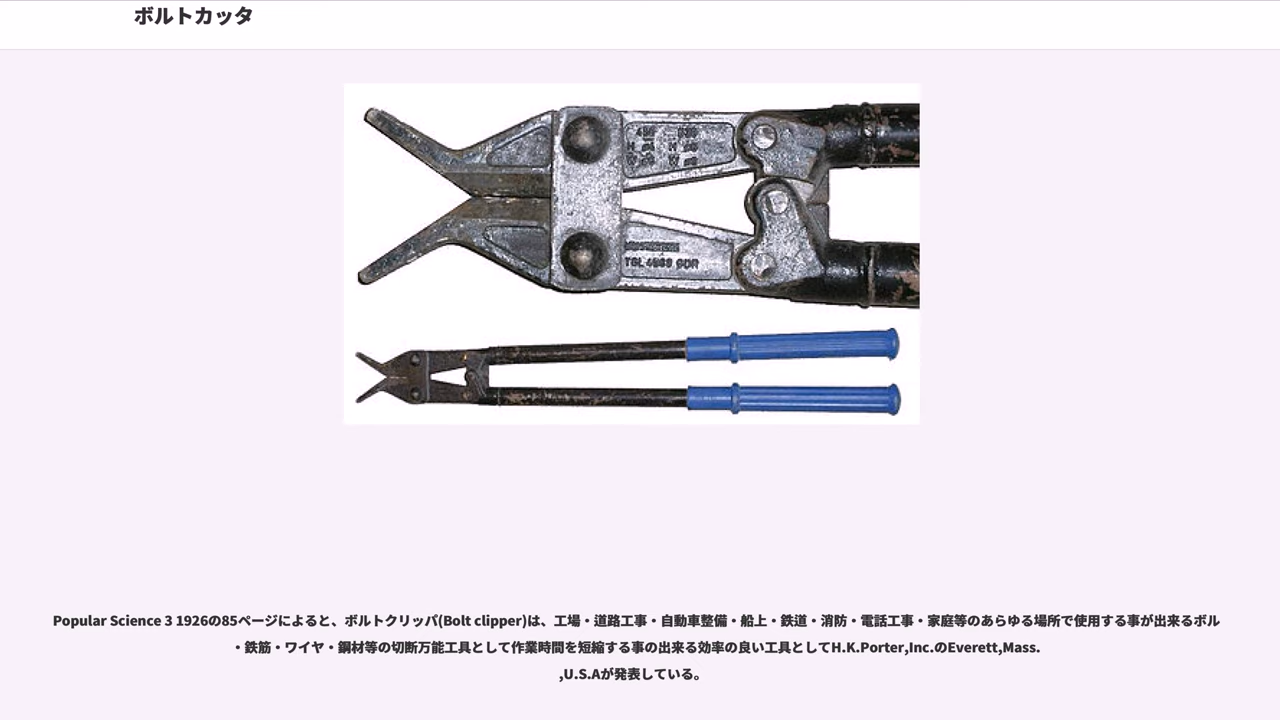 ボルトカッタ
TGL 4969 GDR
Popular Science 3 1926の85ページによると、ボルトクリッパ(Bolt clipper)は、工場・道路工事・自動車整備・船上・鉄道・消防・電話工事・家庭等のあらゆる場所で使用する事が出来るボル
・鉄筋・ワイヤ・鋼材等の切断万能工具として作業時間を短縮する事の出来る効率の良い工具としてH.K.Porter,Inc.のEverett,Mass.
,U.S.Aが発表している。